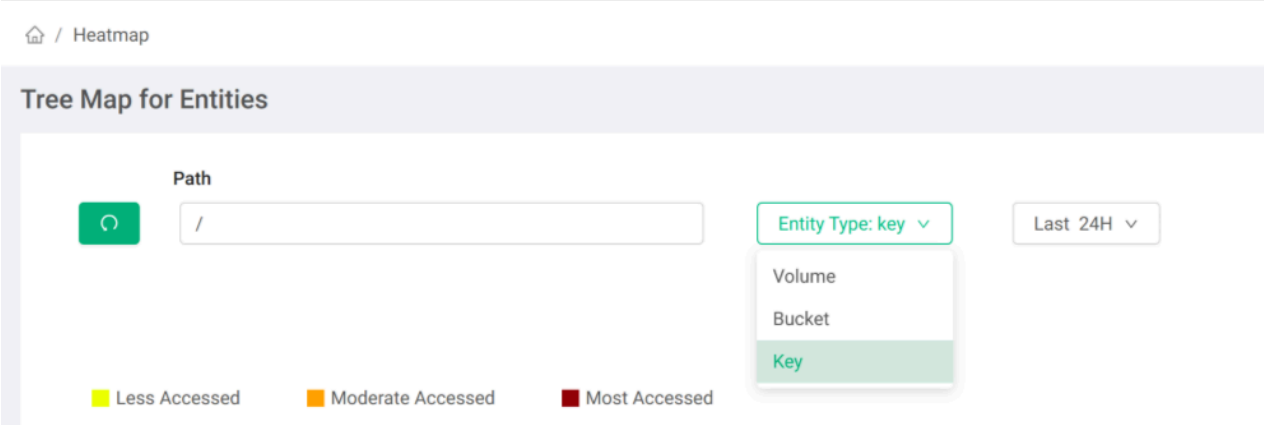 / Heatmap
Tree Map for Entities
Path
/
Entity Type: key
Last 24H
Volume
Bucket
Key
Less Accessed
Moderate Accessed
Most Accessed